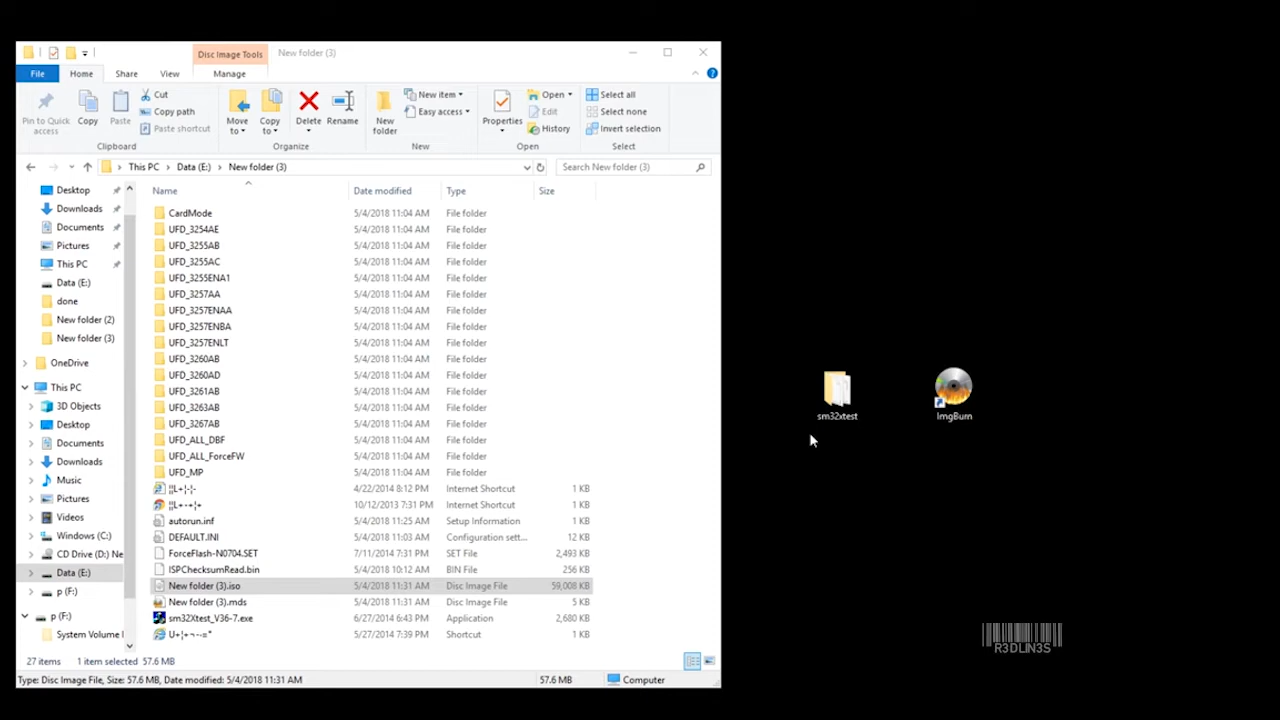 Disc Image Tools New folder (3)
File Home Share View Manage
Pin to Quick access
Copy
Paste
Cut
Copy path
Paste shortcut
Clipboard
Move to
Copy to
Delete
Rename
Organize
New folder
New item
Easy access
New
Properties
Open
Edit
History
Open
Select all
Select none
Invert selection
Select
This PC Data (E:) New folder (3)
Search New folder (3)
Desktop
Downloads
Documents
Pictures
This PC
Data (E:)
done
New folder (2)
New folder (3)
OneDrive
This PC
3D Objects
Desktop
Documents
Downloads
Music
Pictures
Videos
Windows (C:)
CD Drive (D:) Ne
Data (E:)
p (F:)
p (F:)
System Volume I
Name Date modified Type Size
CardMode 5/4/2018 11:04 AM File folder
UFD_3254AE 5/4/2018 11:04 AM File folder
UFD_3255AB 5/4/2018 11:04 AM File folder
UFD_3255AC 5/4/2018 11:04 AM File folder
UFD_3255ENA1 5/4/2018 11:04 AM File folder
UFD_3257AA 5/4/2018 11:04 AM File folder
UFD_3257ENAA 5/4/2018 11:04 AM File folder
UFD_3257ENBA 5/4/2018 11:04 AM File folder
UFD_3257ENLT 5/4/2018 11:04 AM File folder
UFD_3260AB 5/4/2018 11:04 AM File folder
UFD_3260AD 5/4/2018 11:04 AM File folder
UFD_3261AB 5/4/2018 11:04 AM File folder
UFD_3263AB 5/4/2018 11:04 AM File folder
UFD_3267AB 5/4/2018 11:04 AM File folder
UFD_ALL_DBF 5/4/2018 11:04 AM File folder
UFD_ALL_ForceFW 5/4/2018 11:04 AM File folder
UFD_MP 5/4/2018 11:04 AM File folder
4/22/2014 8:12 PM Internet Shortcut 1 KB
10/12/2013 7:31 PM Internet Shortcut 1 KB
autorun.inf 5/4/2018 11:25 AM Setup Information 1 KB
DEFAULT.INI 5/4/2018 11:03 AM Configuration sett... 12 KB
ForceFlash-N0704.SET 7/11/2014 7:31 PM SET File 2,493 KB
ISPChecksumRead.bin 5/4/2018 10:12 AM BIN File 256 KB
New folder (3).iso 5/4/2018 11:31 AM Disc Image File 59,008 KB
New folder (3).mds 5/4/2018 11:31 AM Disc Image File 5 KB
sm32Xtest_V36-7.exe 6/27/2014 6:43 PM Application 2,680 KB
5/27/2014 7:39 PM Shortcut 1 KB
27 items 1 item selected 57.6 MB
Type: Disc Image File, Size: 57.6 MB, Date modified: 5/4/2018 11:31 AM 57.6 MB Computer
sm32xtest
ImgBurn
R3DLIN3S